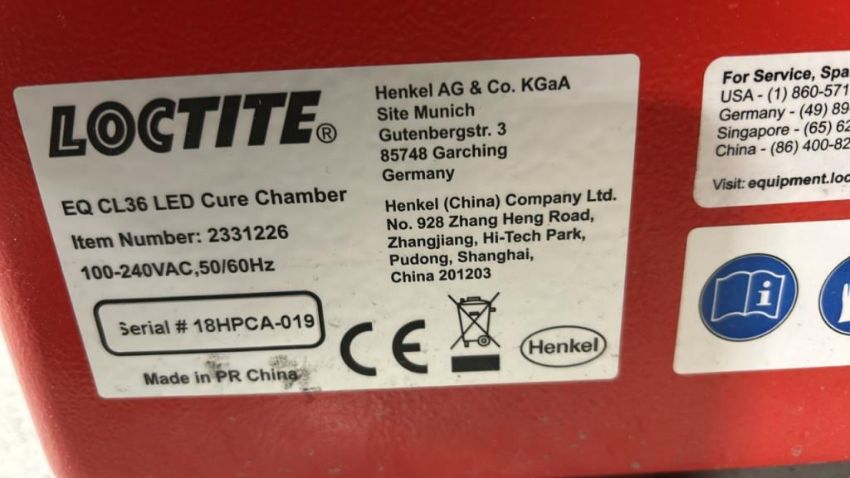 LOCTITE®
EQ CL36 LED Cure Chamber
Item Number: 2331226
100-240VAC,50/60Hz
Serial # 18HPCA-019
Made in PR China
Henkel AG & Co. KGaA
Site Munich
Gutenbergstr. 3
85748 Garching
Germany
Henkel (China) Company Ltd.
No. 928 Zhang Heng Road,
Zhangjiang, Hi-Tech Park,
Pudong, Shanghai,
China 201203
CE
Henkel
For Service, Spa
USA - (1) 860-571
Germany - (49) 89
Singapore - (65) 62
China - (86) 400-82
Visit: equipment.loc
i